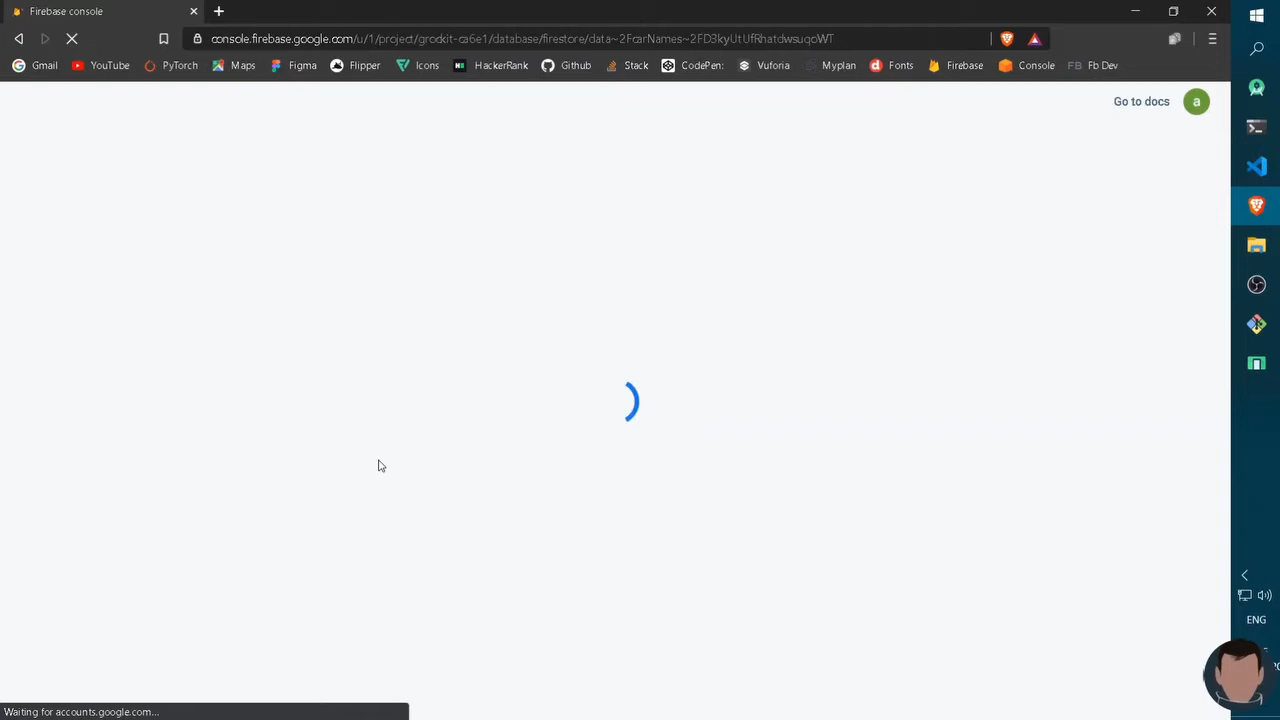 Firebase console
console.firebase.google.com/u/1/project/grockit-ca6e1/database/firestore/data~2FcarNames~2FD3kyUtUfRhatdwsuqoWT
Gmail YouTube PyTorch Maps Figma Flipper Icons HackerRank Github Stack CodePen Vuforia Myplan Fonts Firebase Console FB Fb Dev
Go to docs a
ENG
Waiting for accounts.google.com...